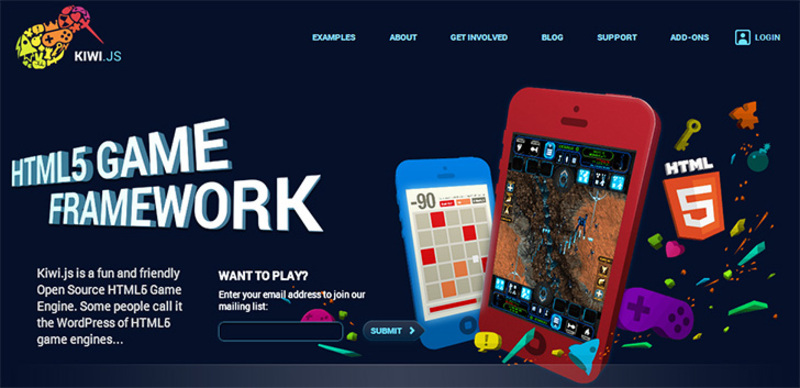 KIWI.JS
EXAMPLES
ABOUT
GET INVOLVED
BLOG
SUPPORT
ADD-ONS
LOGIN
HTML5 GAME
FRAMEWORK
Kiwi.js is a fun and friendly
Open Source HTML5 Game
Engine. Some people call it
the WordPress of HTML5
game engines...
WANT TO PLAY?
Enter your email address to join our
mailing list:
SUBMIT
-90
HTML
5